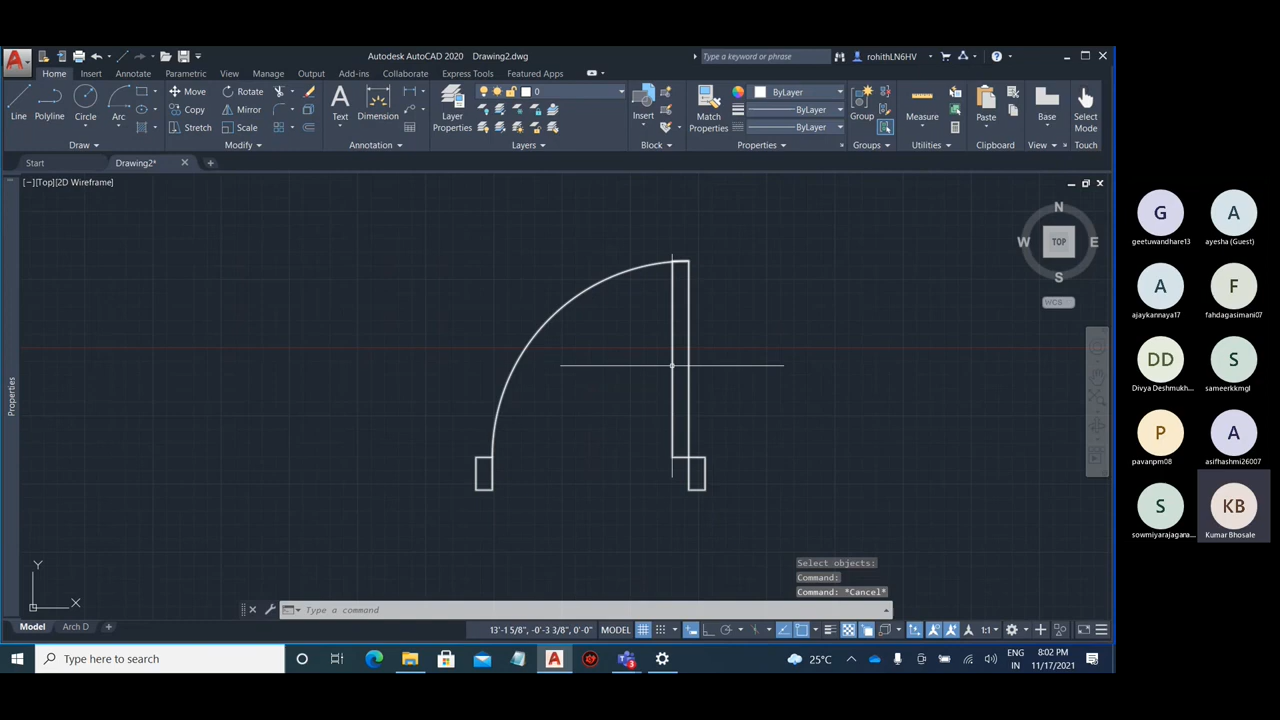 Autodesk AutoCAD 2020 Drawing2.dwg
Type a keyword or phrase
rohithLN6HV
Home Insert Annotate Parametric View Manage Output Add-ins Collaborate Express Tools Featured Apps
Line Polyline Circle Arc
Move Rotate
Copy Mirror
Stretch Scale
Text Dimension
Layer Properties
0
Insert
Match Properties
ByLayer
ByLayer
ByLayer
Group
Measure
Paste
Base
Select Mode
Draw Modify Annotation Layers Block Properties Groups Utilities Clipboard View Touch
Start Drawing2*
[−][Top][2D Wireframe]
N
W TOP E
S
WCS
Properties
Y
X
Select objects:
Command:
Command: *Cancel*
Type a command
Model Arch D
13'-1 5/8", -0'-3 3/8", 0'-0" MODEL
1:1
Type here to search
3
25°C
ENG
IN
8:02 PM
11/17/2021
G
geetuwandhare13
A
ayesha (Guest)
A
ajaykannaya17
F
fahdagasimani07
DD
Divya Deshmukh...
S
sameerkkmgl
P
pavanpm08
A
asifhashmi26007
S
sowmiyarajagana...
KB
Kumar Bhosale